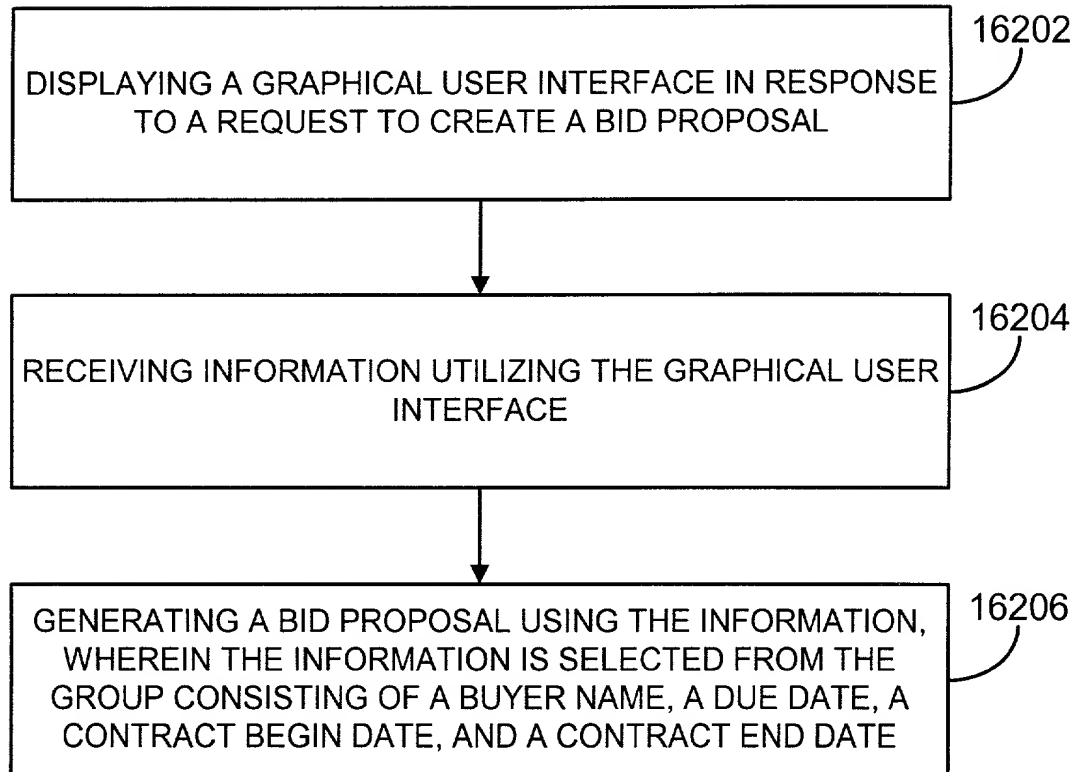 16202
DISPLAYING A GRAPHICAL USER INTERFACE IN RESPONSE
TO A REQUEST TO CREATE A BID PROPOSAL
16204
RECEIVING INFORMATION UTILIZING THE GRAPHICAL USER
INTERFACE
16206
GENERATING A BID PROPOSAL USING THE INFORMATION,
WHEREIN THE INFORMATION IS SELECTED FROM THE
GROUP CONSISTING OF A BUYER NAME, A DUE DATE, A
CONTRACT BEGIN DATE, AND A CONTRACT END DATE